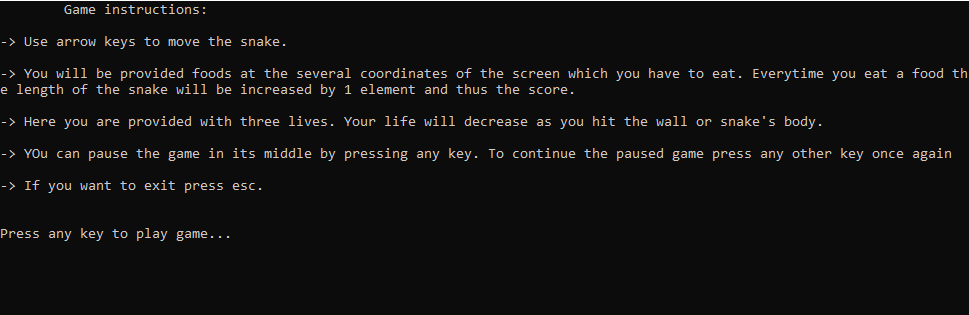 Game instructions:
-> Use arrow keys to move the snake.
-> You will be provided foods at the several coordinates of the screen which you have to eat. Everytime you eat a food th
e length of the snake will be increased by 1 element and thus the score.
-> Here you are provided with three lives. Your life will decrease as you hit the wall or snake's body.
-> YOu can pause the game in its middle by pressing any key. To continue the paused game press any other key once again
-> If you want to exit press esc.
Press any key to play game...